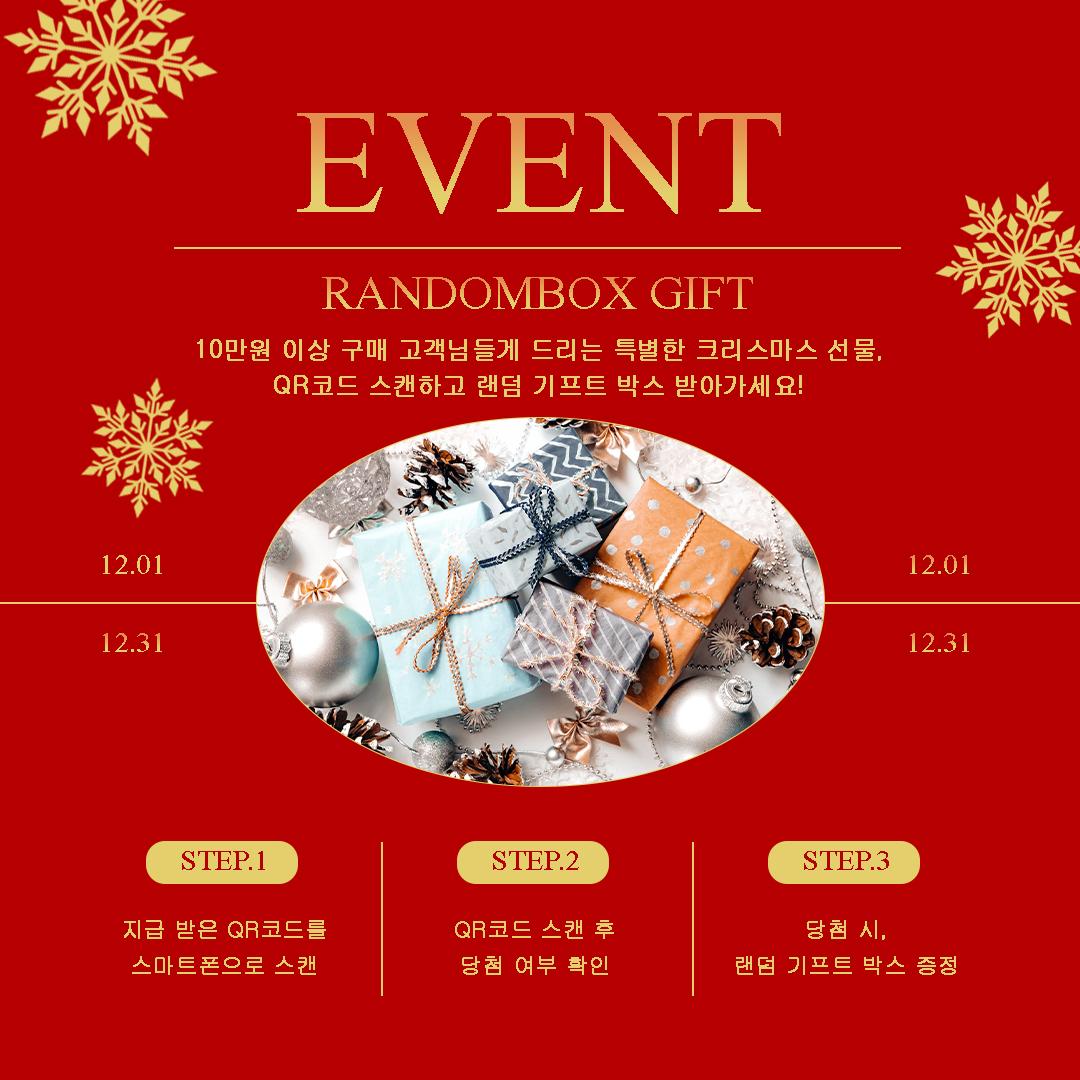 EVENT
RANDOMBOX GIFT
10만원 이상 구매 고객님들게 드리는 특별한 크리스마스 선물,
QR코드 스캔하고 랜덤 기프트 박스 받아가세요!
12.01
12.31
12.01
12.31
STEP.1
지급 받은 QR코드를
스마트폰으로 스캔
STEP.2
QR코드 스캔 후
당첨 여부 확인
STEP.3
당첨 시,
랜덤 기프트 박스 증정